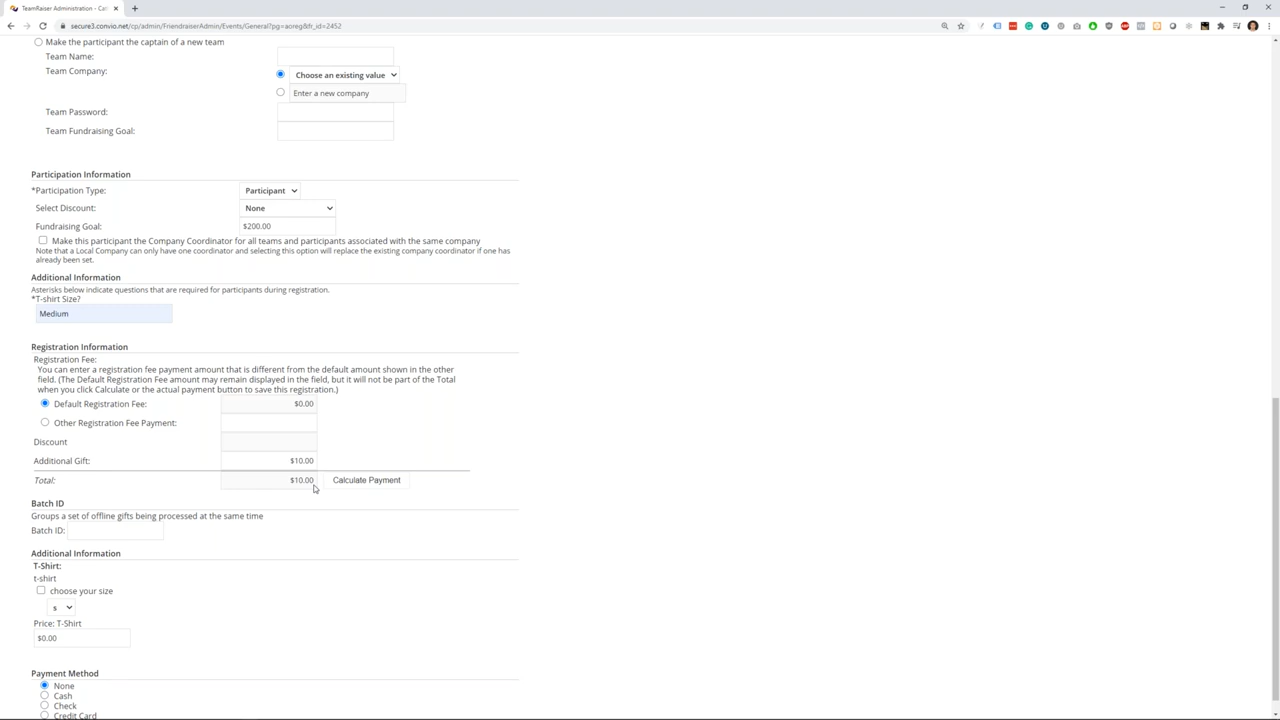 TeamRaiser Administration - Cat
secure3.convio.net/cp/admin/FriendraiserAdmin/Events/General?pg=aoreg&fr_id=2452
Make the participant the captain of a new team
Team Name:
Team Company:
Choose an existing value
Enter a new company
Team Password:
Team Fundraising Goal:
Participation Information
*Participation Type:
Participant
Select Discount:
None
Fundraising Goal:
$200.00
Make this participant the Company Coordinator for all teams and participants associated with the same company
Note that a Local Company can only have one coordinator and selecting this option will replace the existing company coordinator if one has
already been set.
Additional Information
Asterisks below indicate questions that are required for participants during registration.
*T-shirt Size?
Medium
Registration Information
Registration Fee:
You can enter a registration fee payment amount that is different from the default amount shown in the other
field. (The Default Registration Fee amount may remain displayed in the field, but it will not be part of the Total
when you click Calculate or the actual payment button to save this registration.)
Default Registration Fee:
$0.00
Other Registration Fee Payment:
Discount
Additional Gift:
$10.00
Total:
$10.00
Calculate Payment
Batch ID
Groups a set of offline gifts being processed at the same time
Batch ID:
Additional Information
T-Shirt:
t-shirt
choose your size
s
Price: T-Shirt
$0.00
Payment Method
None
Cash
Check
Credit Card